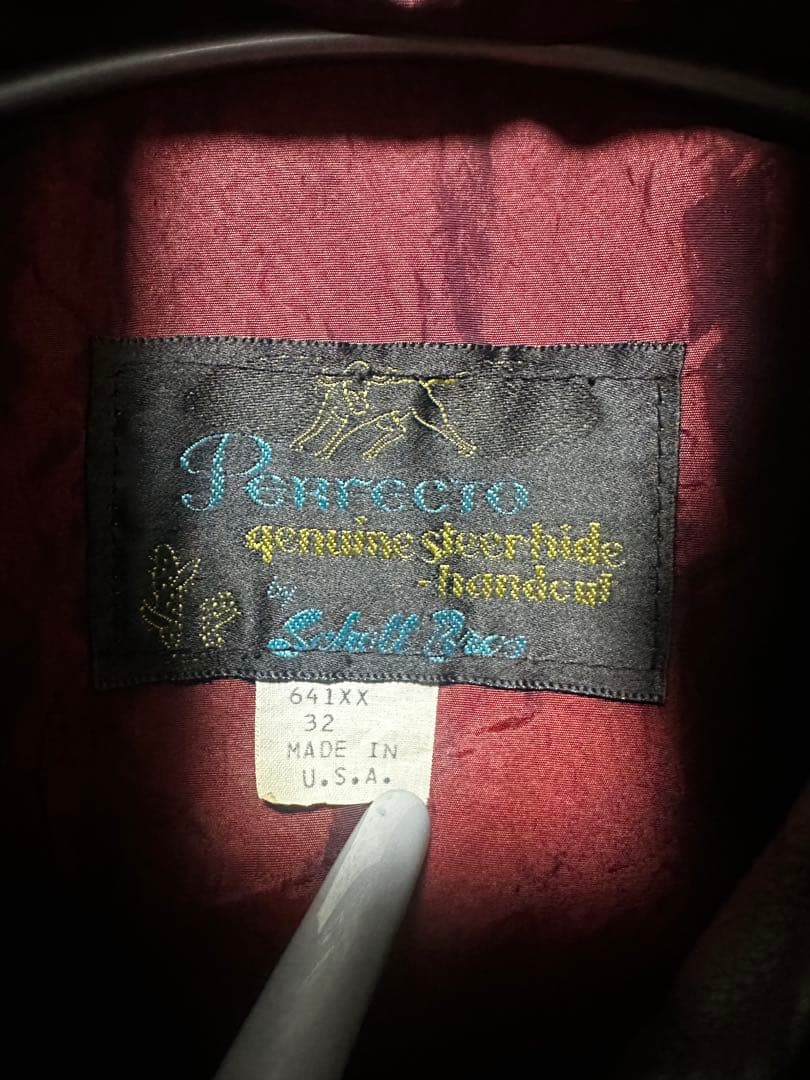 Perfecto
genuine steerhide
-handcut
by
Schott Bros
641XX
32
MADE IN
U.S.A.